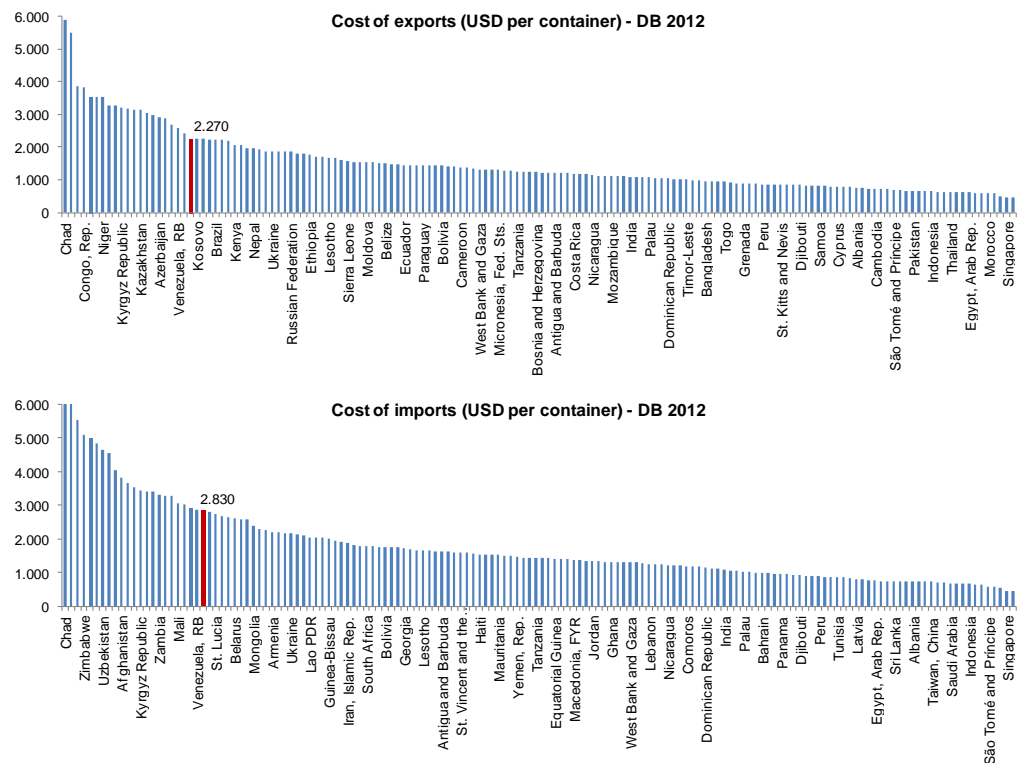 Cost of exports (USD per container) - DB 2012
6.000
5.000
4.000
3.000
2.000
1.000
0
2.270
Chad
Congo, Rep.
Niger
Kyrgyz Republic
Kazakhstan
Azerbaijan
Venezuela, RB
Kosovo
Brazil
Kenya
Nepal
Ukraine
Russian Federation
Ethiopia
Lesotho
Sierra Leone
Moldova
Belize
Ecuador
Paraguay
Bolivia
Cameroon
West Bank and Gaza
Micronesia, Fed. Sts.
Tanzania
Bosnia and Herzegovina
Antigua and Barbuda
Costa Rica
Nicaragua
Mozambique
India
Palau
Dominican Republic
Timor-Leste
Bangladesh
Togo
Grenada
Peru
St. Kitts and Nevis
Djibouti
Samoa
Cyprus
Albania
Cambodia
São Tomé and Príncipe
Pakistan
Indonesia
Thailand
Egypt, Arab Rep.
Morocco
Singapore
Cost of imports (USD per container) - DB 2012
6.000
5.000
4.000
3.000
2.000
1.000
0
2.830
Chad
Zimbabwe
Uzbekistan
Afghanistan
Kyrgyz Republic
Zambia
Mali
Venezuela, RB
St. Lucia
Belarus
Mongolia
Armenia
Ukraine
Lao PDR
Guinea-Bissau
Iran, Islamic Rep.
South Africa
Bolivia
Georgia
Lesotho
Antigua and Barbuda
St. Vincent and the…
Haiti
Mauritania
Yemen, Rep.
Tanzania
Equatorial Guinea
Macedonia, FYR
Jordan
Ghana
West Bank and Gaza
Lebanon
Nicaragua
Comoros
Dominican Republic
India
Palau
Bahrain
Panama
Djibouti
Peru
Tunisia
Latvia
Egypt, Arab Rep.
Sri Lanka
Albania
Taiwan, China
Saudi Arabia
Indonesia
São Tomé and Príncipe
Singapore